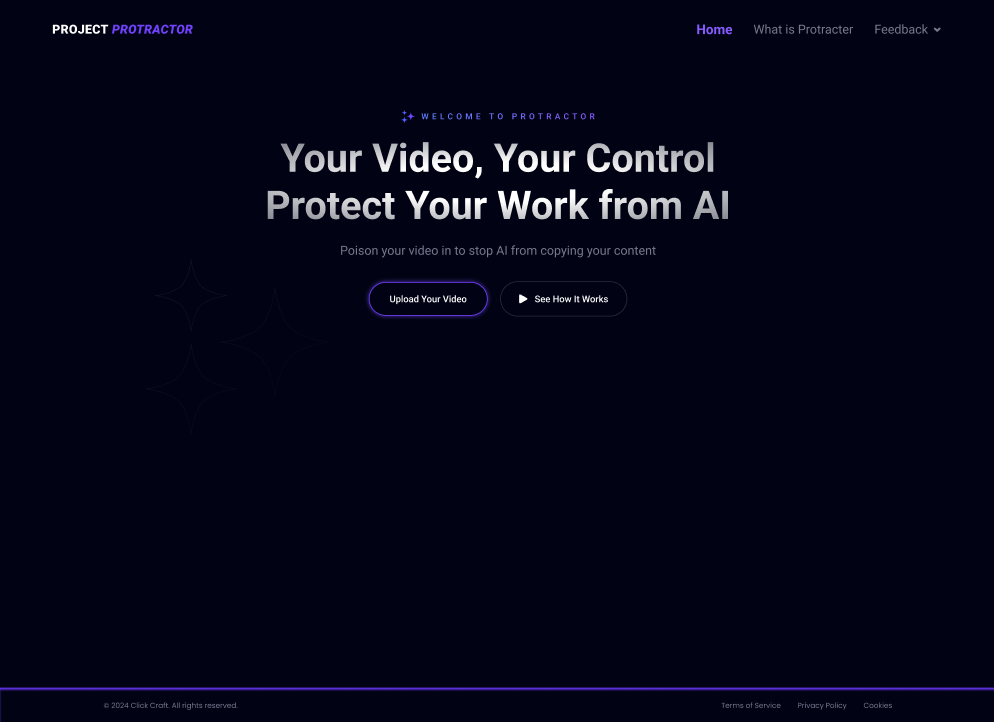 PROJECT PROTRACTOR
Home What is Protracter Feedback
WELCOME TO PROTRACTOR
Your Video, Your Control
Protect Your Work from AI
Poison your video in to stop AI from copying your content
Upload Your Video See How It Works
© 2024 Click Craft. All rights reserved.
Terms of Service Privacy Policy Cookies